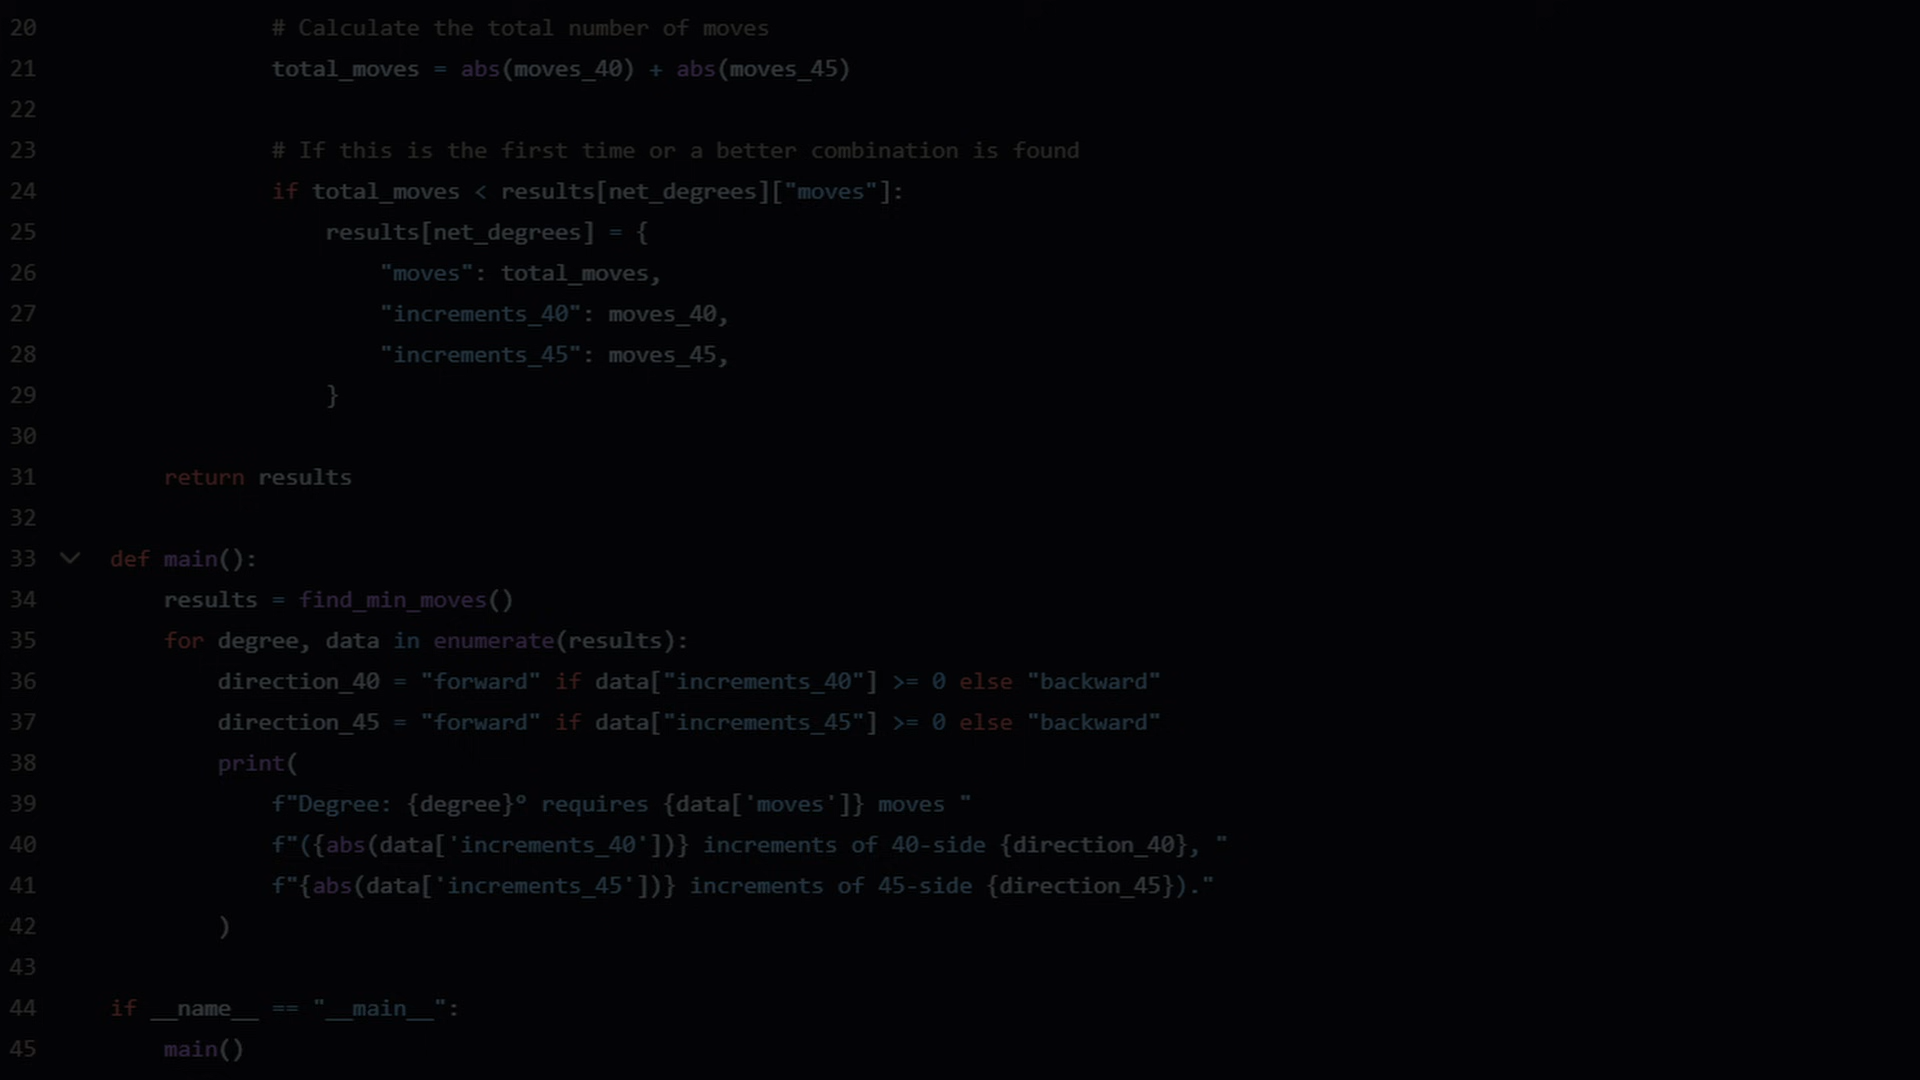 20 # Calculate the total number of moves
21 total_moves = abs(moves_40) + abs(moves_45)
22
23 # If this is the first time or a better combination is found
24 if total_moves < results[net_degrees]["moves"]:
25 results[net_degrees] = {
26 "moves": total_moves,
27 "increments_40": moves_40,
28 "increments_45": moves_45,
29 }
30
31 return results
32
33 def main():
34 results = find_min_moves()
35 for degree, data in enumerate(results):
36 direction_40 = "forward" if data["increments_40"] >= 0 else "backward"
37 direction_45 = "forward" if data["increments_45"] >= 0 else "backward"
38 print(
39 f"Degree: {degree}° requires {data['moves']} moves "
40 f"({abs(data['increments_40'])} increments of 40-side {direction_40}, "
41 f"{abs(data['increments_45'])} increments of 45-side {direction_45})."
42 )
43
44 if __name__ == "__main__":
45 main()